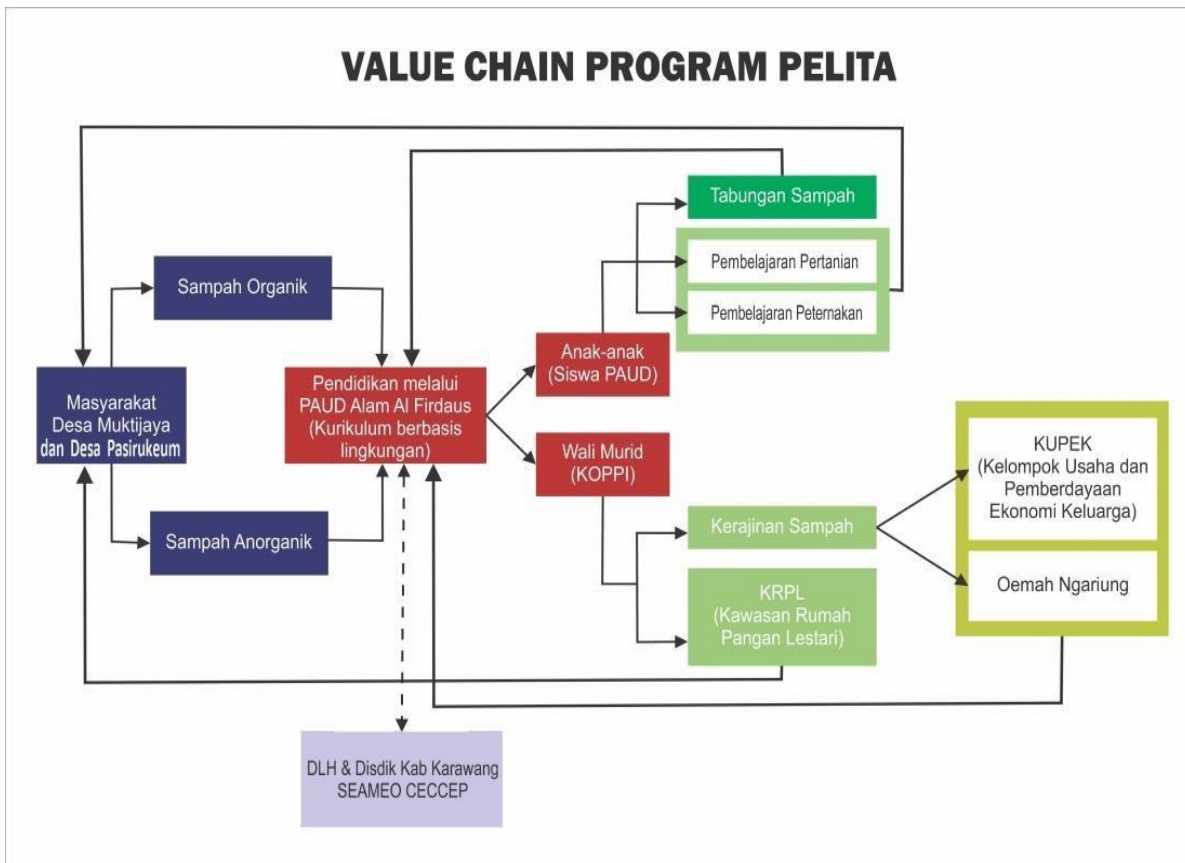 VALUE CHAIN PROGRAM PELITA
Tabungan Sampah
Pembelajaran Pertanian
Pembelajaran Peternakan
Sampah Organik
Anak-anak
(Siswa PAUD)
Masyarakat
Desa Muktijaya
dan Desa Pasirukeum
Pendidikan melalui
PAUD Alam Al Firdaus
(Kurikulum berbasis
lingkungan)
Wali Murid
(KOPPI)
KUPEK
(Kelompok Usaha dan
Pemberdayaan
Ekonomi Keluarga)
Sampah Anorganik
Kerajinan Sampah
Oemah Ngariung
KRPL
(Kawasan Rumah
Pangan Lestari)
DLH & Disdik Kab Karawang
SEAMEO CECCEP